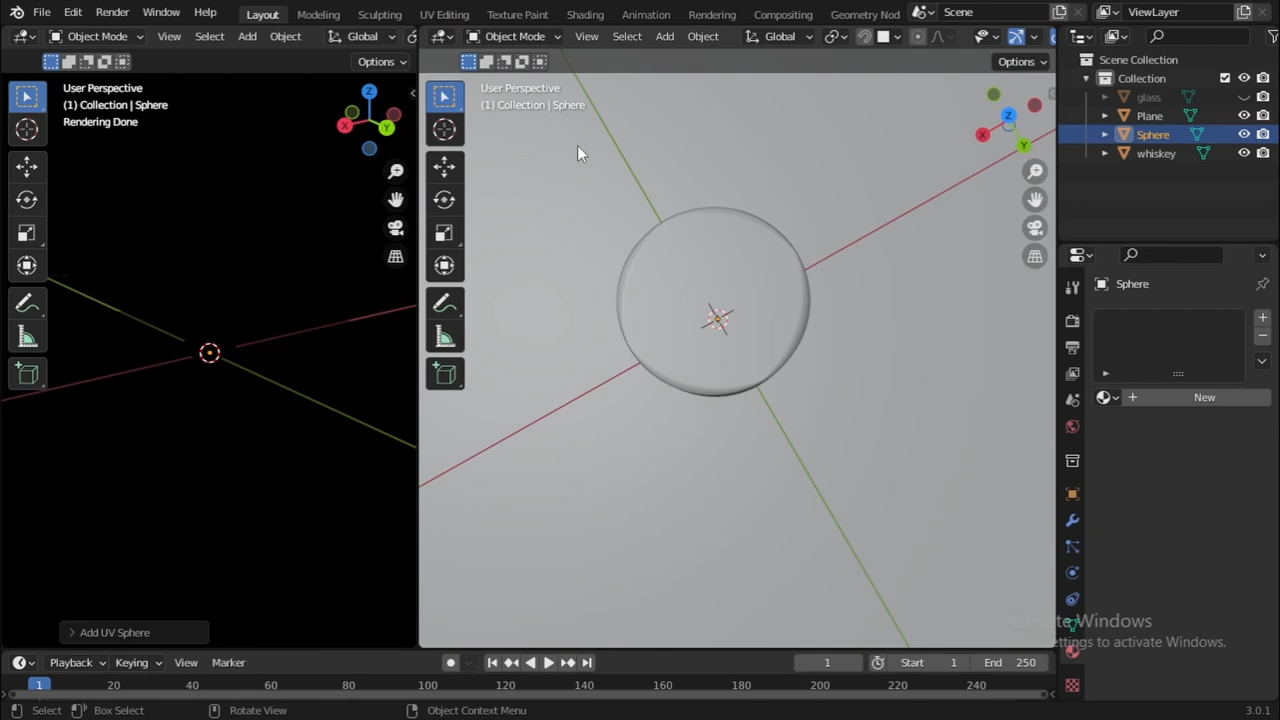 File Edit Render Window Help Layout Modeling Sculpting UV Editing Texture Paint Shading Animation Rendering Compositing Geometry Nod Scene ViewLayer
Object Mode View Select Add Object Global Object Mode View Select Add Object Global
Options Options
User Perspective
(1) Collection | Sphere
Rendering Done
X Y Z
User Perspective
(1) Collection | Sphere
Z X Y
Scene Collection
Collection
glass
Plane
Sphere
whiskey
Sphere
New
Add UV Sphere
Activate Windows
ettings to activate Windows.
Playback Keying View Marker 1 Start 1 End 250
1 20 40 60 80 100 120 140 160 180 200 220 240
Select Box Select Rotate View Object Context Menu 3.0.1